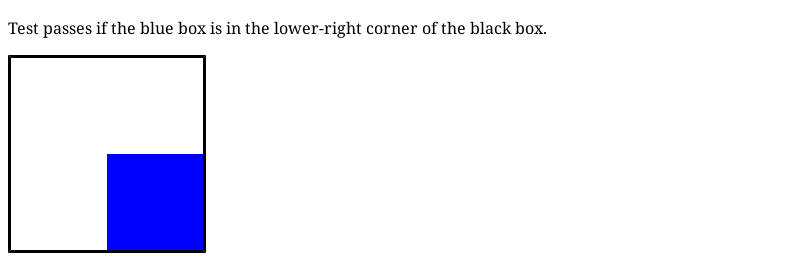 Test passes if the blue box is in the lower-right corner of the black box.